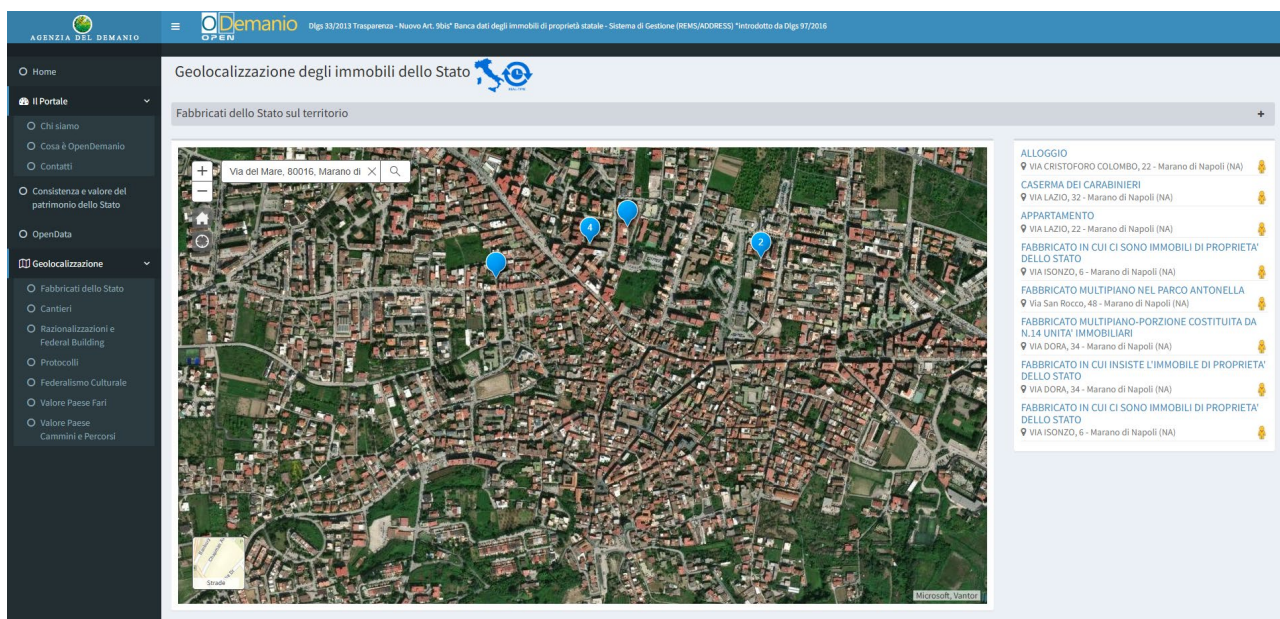 AGENZIA DEL DEMANIO
ODemanio
OPEN
Dlgs 33/2013 Trasparenza - Nuovo Art. 9bis* Banca dati degli immobili di proprietà statale - Sistema di Gestione (REMS/ADDRESS) *introdotto da Dlgs 97/2016
Home
Il Portale
Chi siamo
Cosa è OpenDemanio
Contatti
Consistenza e valore del
patrimonio dello Stato
OpenData
Geolocalizzazione
Fabbricati dello Stato
Cantieri
Razionalizzazioni e
Federal Building
Protocolli
Federalismo Culturale
Valore Paese Fari
Valore Paese
Cammini e Percorsi
Geolocalizzazione degli immobili dello Stato
Fabbricati dello Stato sul territorio +
+
Via del Mare, 80016, Marano di
−
4
2
Strade
Microsoft, Vantor
ALLOGGIO
VIA CRISTOFORO COLOMBO, 22 - Marano di Napoli (NA)
CASERMA DEI CARABINIERI
VIA LAZIO, 32 - Marano di Napoli (NA)
APPARTAMENTO
VIA LAZIO, 22 - Marano di Napoli (NA)
FABBRICATO IN CUI CI SONO IMMOBILI DI PROPRIETA'
DELLO STATO
VIA ISONZO, 6 - Marano di Napoli (NA)
FABBRICATO MULTIPIANO NEL PARCO ANTONELLA
Via San Rocco, 48 - Marano di Napoli (NA)
FABBRICATO MULTIPIANO-PORZIONE COSTITUITA DA
N.14 UNITA' IMMOBILIARI
VIA DORA, 34 - Marano di Napoli (NA)
FABBRICATO IN CUI INSISTE L'IMMOBILE DI PROPRIETA'
DELLO STATO
VIA DORA, 34 - Marano di Napoli (NA)
FABBRICATO IN CUI CI SONO IMMOBILI DI PROPRIETA'
DELLO STATO
VIA ISONZO, 6 - Marano di Napoli (NA)